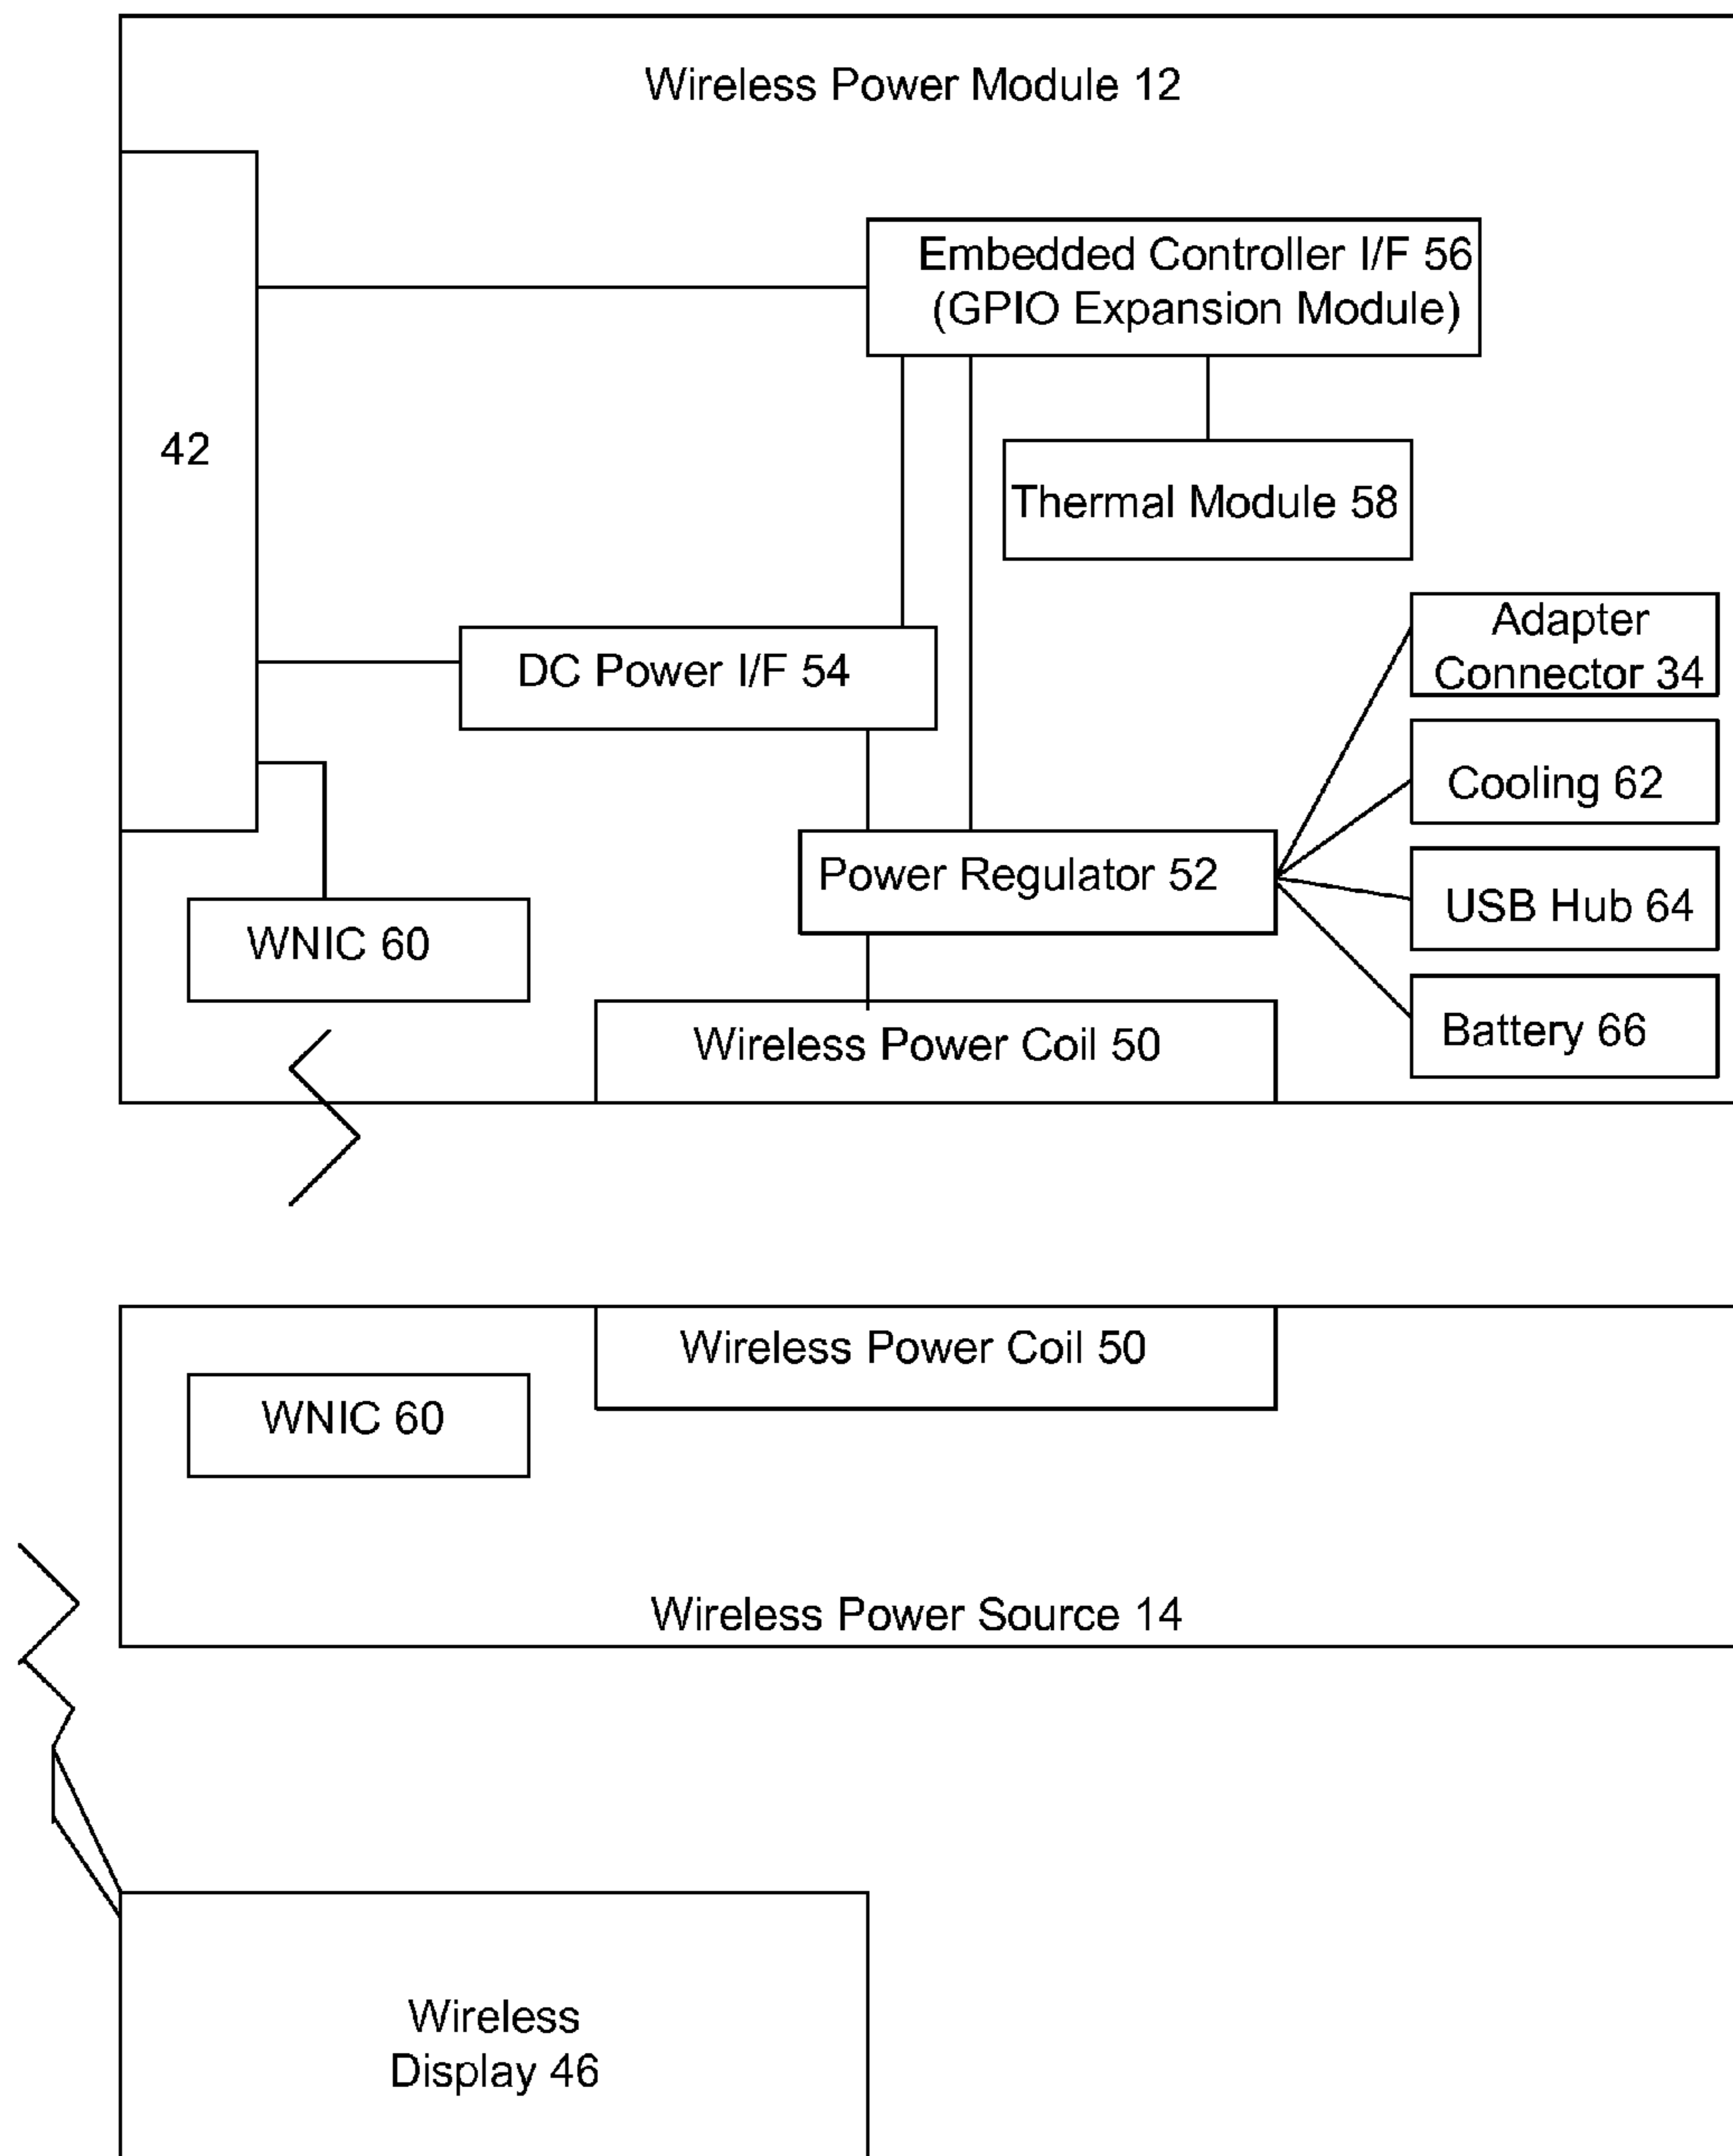 Wireless Power Module 12
Embedded Controller I/F 56
(GPIO Expansion Module)
42
Thermal Module 58
Adapter
Connector 34
DC Power I/F 54
Cooling 62
Power Regulator 52
USB Hub 64
WNIC 60
Battery 66
Wireless Power Coil 50
Wireless Power Coil 50
WNIC 60
Wireless Power Source 14
Wireless
Display 46